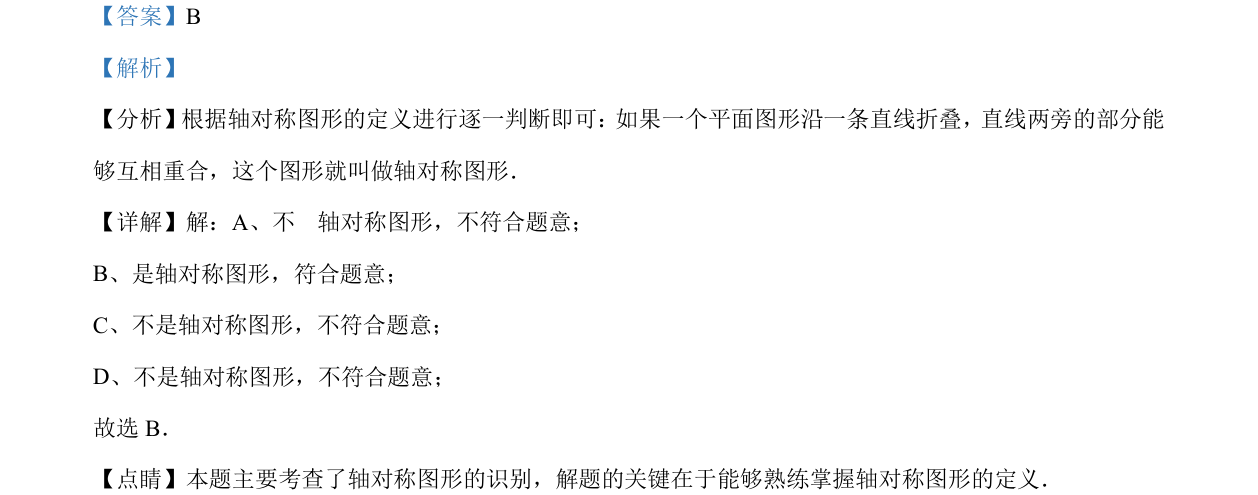 【答案】B
【解析】
【分析】根据轴对称图形的定义进行逐一判断即可：如果一个平面图形沿一条直线折叠，直线两旁的部分能
够互相重合，这个图形就叫做轴对称图形．
【详解】解：A、不 轴对称图形，不符合题意；
B、是轴对称图形，符合题意；
C、不是轴对称图形，不符合题意；
D、不是轴对称图形，不符合题意；
故选 B．
【点睛】本题主要考查了轴对称图形的识别，解题的关键在于能够熟练掌握轴对称图形的定义．